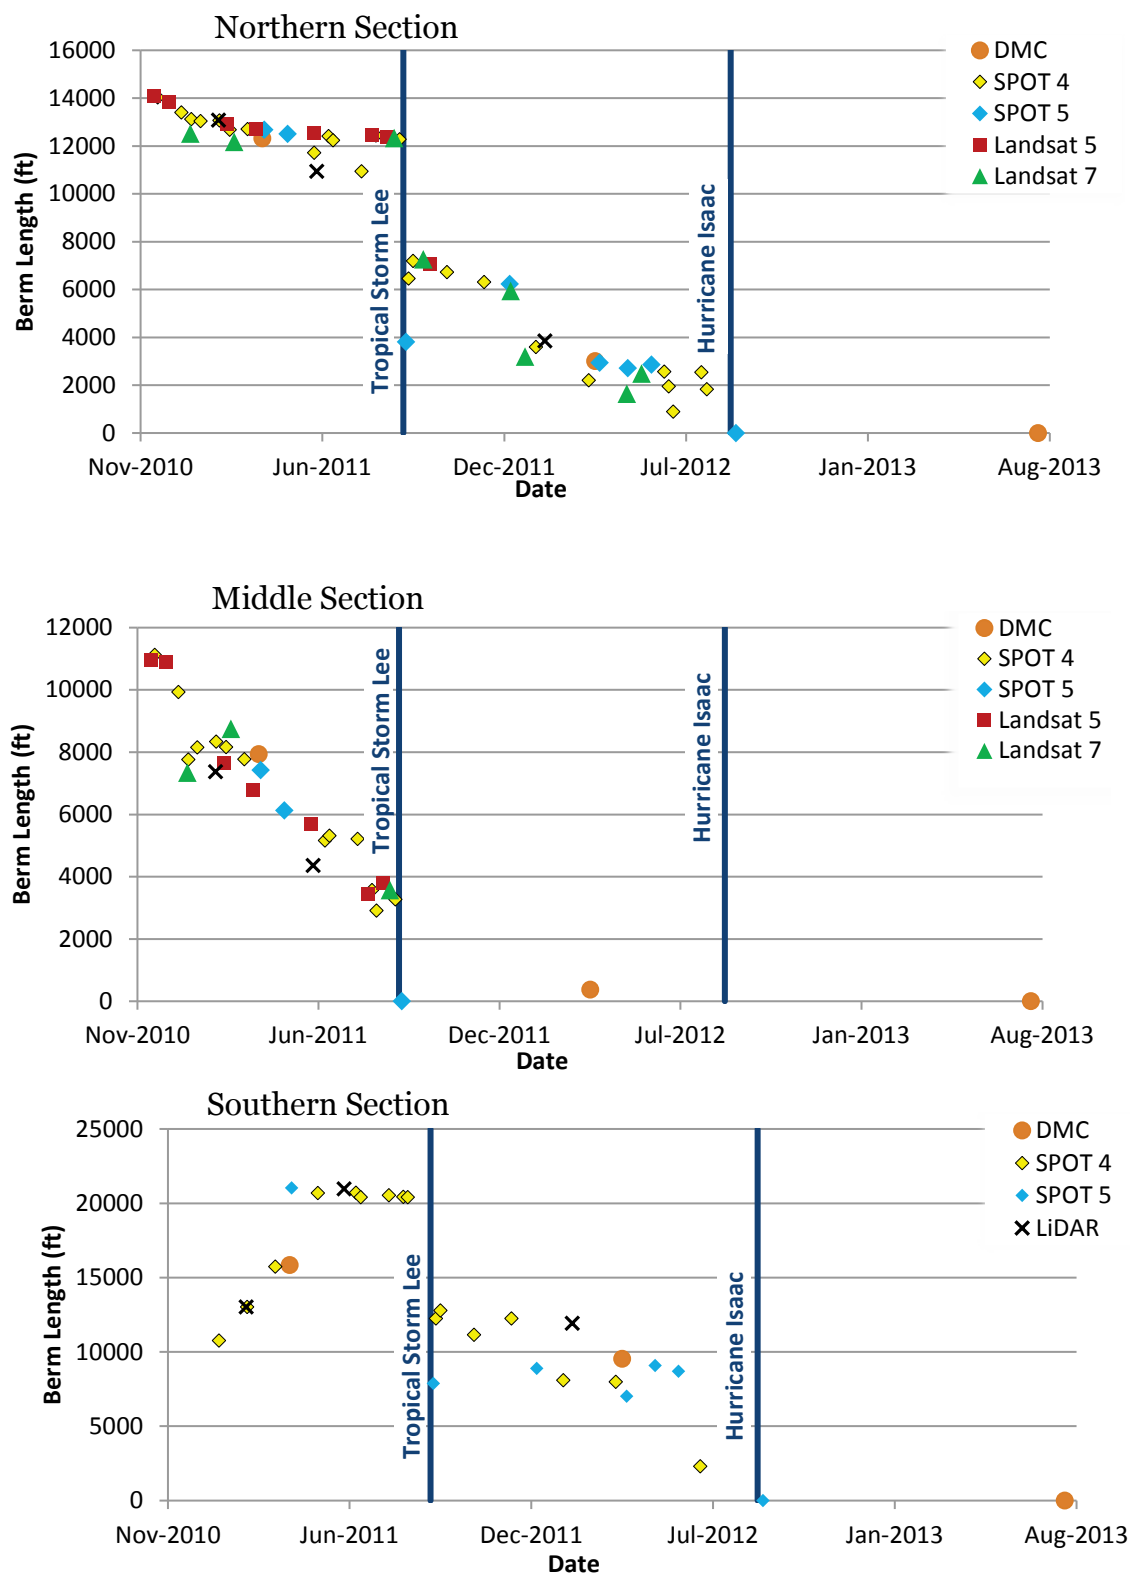 Northern Section
16000
14000
12000
10000
8000
6000
4000
2000
0
Berm Length (ft)
Tropical Storm Lee
Hurricane Isaac
DMC
SPOT 4
SPOT 5
Landsat 5
Landsat 7
Nov-2010 Jun-2011 Dec-2011 Jul-2012 Jan-2013 Aug-2013
Date
Middle Section
12000
10000
8000
6000
4000
2000
0
Berm Length (ft)
Tropical Storm Lee
Hurricane Isaac
DMC
SPOT 4
SPOT 5
Landsat 5
Landsat 7
Nov-2010 Jun-2011 Dec-2011 Jul-2012 Jan-2013 Aug-2013
Date
Southern Section
25000
20000
15000
10000
5000
0
Berm Length (ft)
Tropical Storm Lee
Hurricane Isaac
DMC
SPOT 4
SPOT 5
LiDAR
Nov-2010 Jun-2011 Dec-2011 Jul-2012 Jan-2013 Aug-2013
Date